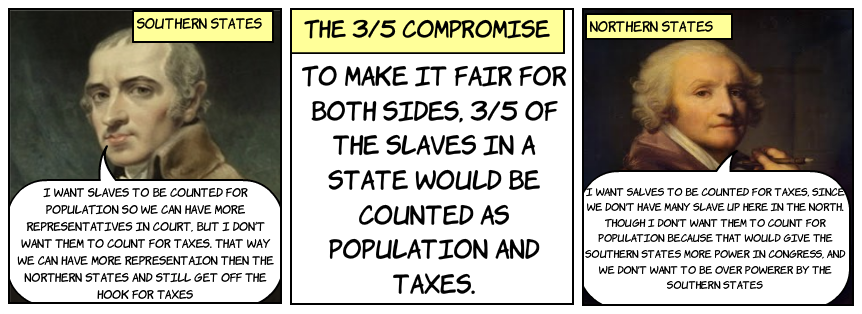 SOUTHERN STATES
I WANT SLAVES TO BE COUNTED FOR
POPULATION SO WE CAN HAVE MORE
REPRESENTATIVES IN COURT, BUT I DON'T
WANT THEM TO COUNT FOR TAXES. THAT WAY
WE CAN HAVE MORE REPRESENTAION THEN THE
NORTHERN STATES AND STILL GET OFF THE
HOOK FOR TAXES
THE 3/5 COMPROMISE
TO MAKE IT FAIR FOR
BOTH SIDES, 3/5 OF
THE SLAVES IN A
STATE WOULD BE
COUNTED AS
POPULATION AND
TAXES.
NORTHERN STATES
I WANT SALVES TO BE COUNTED FOR TAXES, SINCE
WE DON'T HAVE MANY SLAVE UP HERE IN THE NORTH.
THOUGH I DON'T WANT THEM TO COUNT FOR
POPULATION BECAUSE THAT WOULD GIVE THE
SOUTHERN STATES MORE POWER IN CONGRESS, AND
WE DON'T WANT TO BE OVER POWERER BY THE
SOUTHERN STATES